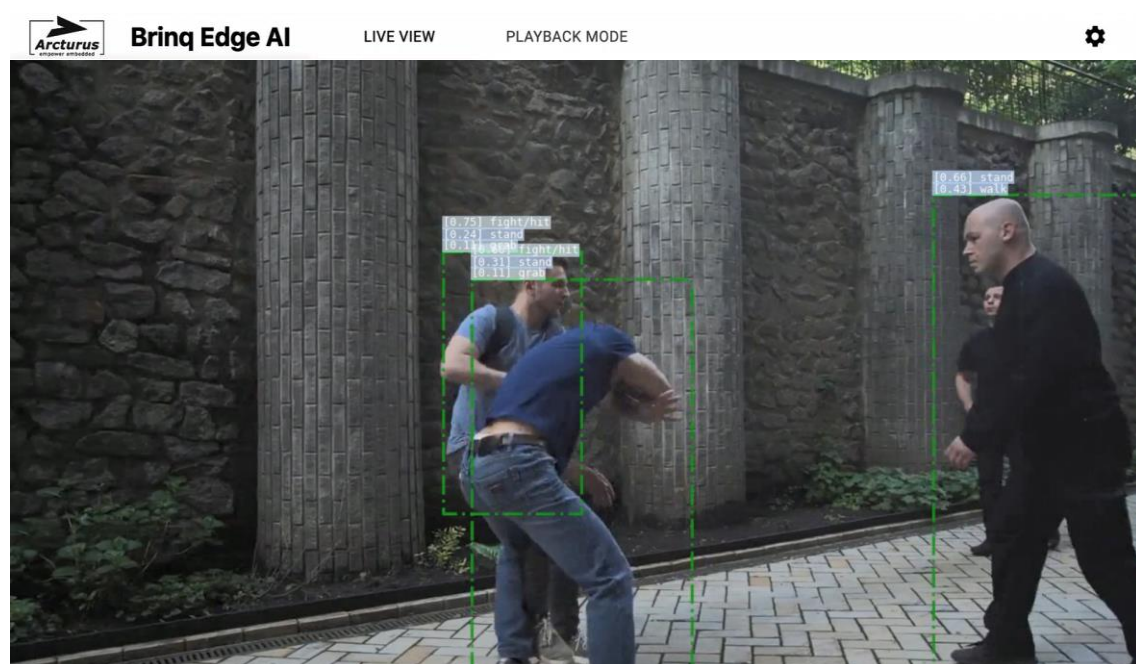 Arcturus
empower embedded
Brinq Edge AI
LIVE VIEW
PLAYBACK MODE
[0.66] stand
[0.43] walk
[0.75] fight/hit
[0.24] stand
fight/hit
[0.31] stand
[0.11] grab